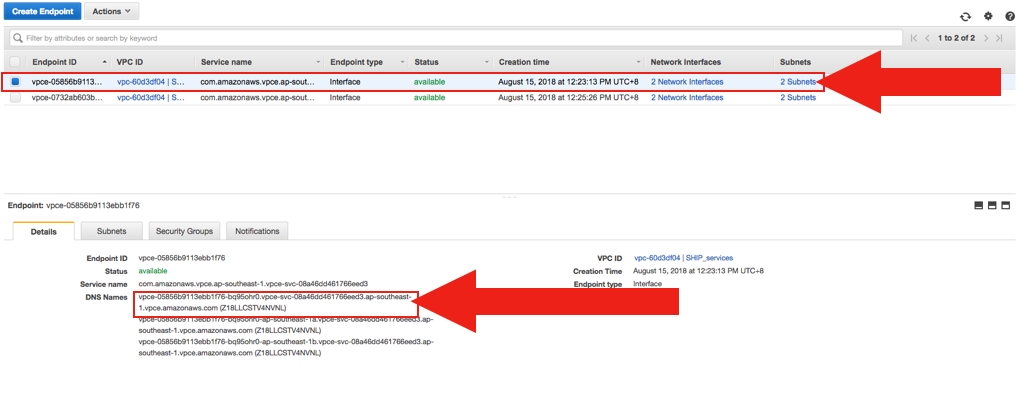 Create Endpoint Actions
Filter by attributes or search by keyword 1 to 2 of 2
Endpoint ID VPC ID Service name Endpoint type Status Creation time Network Interfaces Subnets
vpce-05856b9113... vpc-60d3df04 | S... com.amazonaws.vpce.ap-sout... Interface available August 15, 2018 at 12:23:13 PM UTC+8 2 Network Interfaces 2 Subnets
vpce-0732ab603b... vpc-60d3df04 | S... com.amazonaws.vpce.ap-sout... Interface available August 15, 2018 at 12:25:26 PM UTC+8 2 Network Interfaces 2 Subnets
Endpoint: vpce-05856b9113ebb1f76
Details Subnets Security Groups Notifications
Endpoint ID vpce-05856b9113ebb1f76 VPC ID vpc-60d3df04 | SHIP_services
Status available Creation Time August 15, 2018 at 12:23:13 PM UTC+8
Service name com.amazonaws.vpce.ap-southeast-1.vpce-svc-08a46dd461766eed3 Endpoint type Interface
DNS Names vpce-05856b9113ebb1f76-bq95ohr0.vpce-svc-08a46dd461766eed3.ap-southeast-
1.vpce.amazonaws.com (Z18LLCSTV4NVNL)
vpce-05856b9113ebb1f76-bq95ohr0-ap-southeast-1a.vpce-svc-08a46dd461766eed3.ap-
southeast-1.vpce.amazonaws.com (Z18LLCSTV4NVNL)
vpce-05856b9113ebb1f76-bq95ohr0-ap-southeast-1b.vpce-svc-08a46dd461766eed3.ap-
southeast-1.vpce.amazonaws.com (Z18LLCSTV4NVNL)